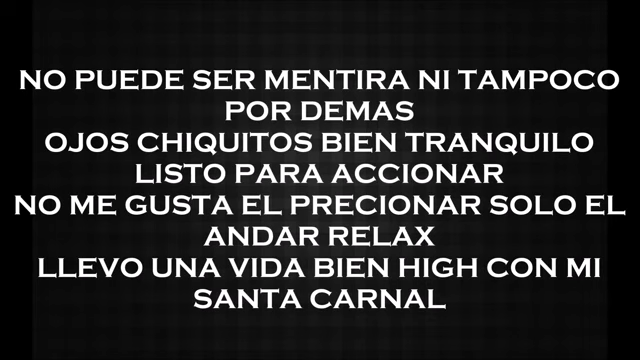 NO PUEDE SER MENTIRA NI TAMPOCO
POR DEMAS
OJOS CHIQUITOS BIEN TRANQUILO
LISTO PARA ACCIONAR
NO ME GUSTA EL PRECIONAR SOLO EL
ANDAR RELAX
LLEVO UNA VIDA BIEN HIGH CON MI
SANTA CARNAL